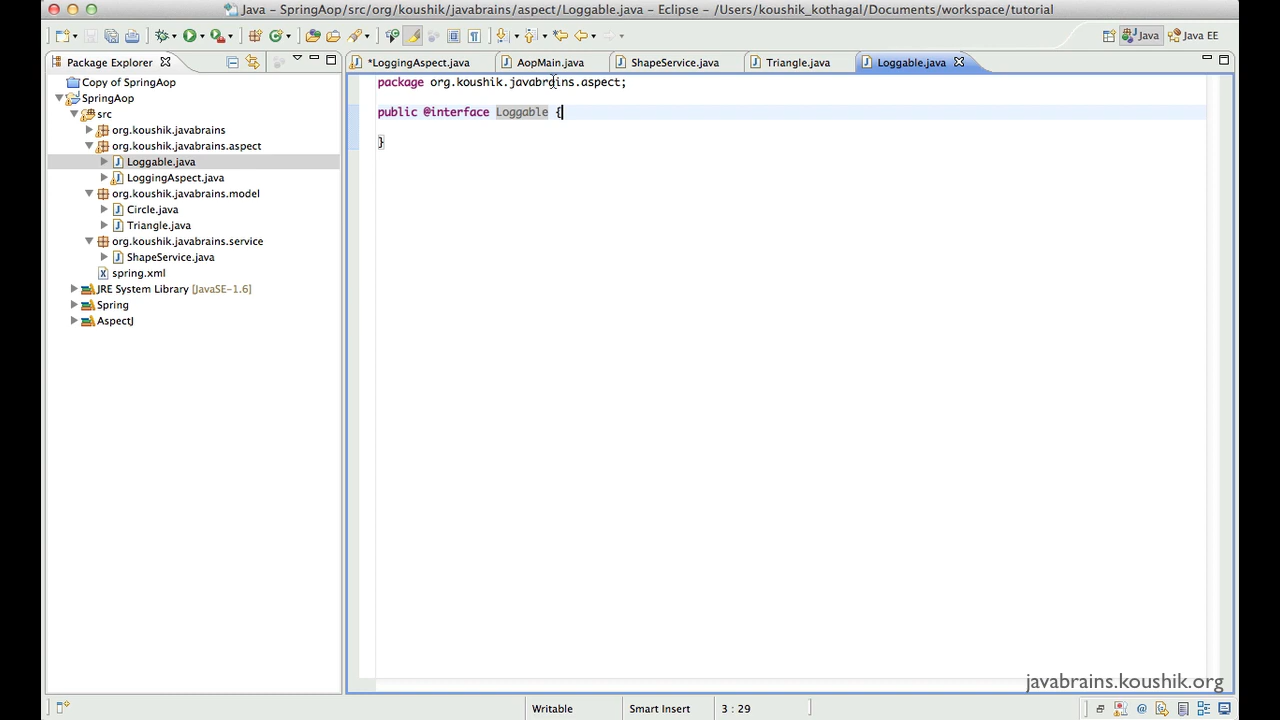 Java – SpringAop/src/org/koushik/javabrains/aspect/Loggable.java – Eclipse – /Users/koushik_kothagal/Documents/workspace/tutorial
Java
Java EE
Package Explorer
*LoggingAspect.java
AopMain.java
ShapeService.java
Triangle.java
Loggable.java
Copy of SpringAop
SpringAop
src
org.koushik.javabrains
org.koushik.javabrains.aspect
Loggable.java
LoggingAspect.java
org.koushik.javabrains.model
Circle.java
Triangle.java
org.koushik.javabrains.service
ShapeService.java
spring.xml
JRE System Library [JavaSE-1.6]
Spring
AspectJ
package org.koushik.javabrains.aspect;
public @interface Loggable {
}
javabrains.koushik.org
Writable
Smart Insert
3 : 29